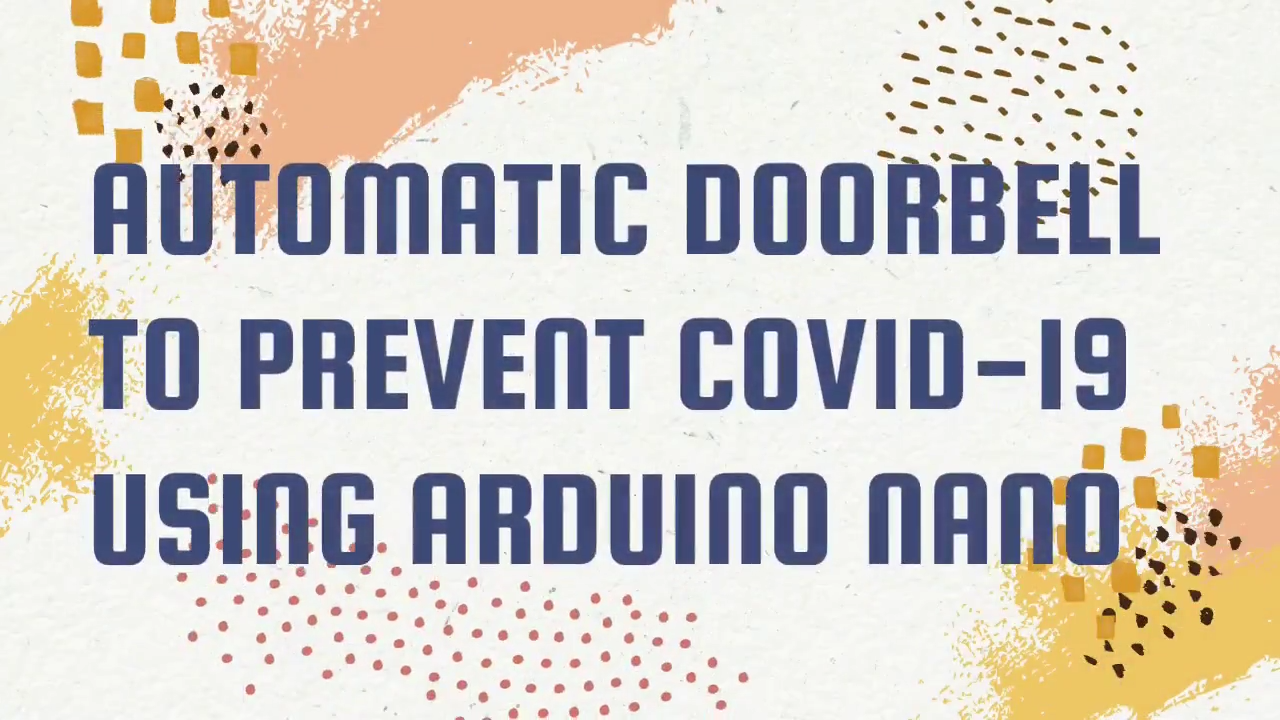 AUTOMATIC DOORBELL
TO PREVENT COVID-19
USING ARDUINO NANO